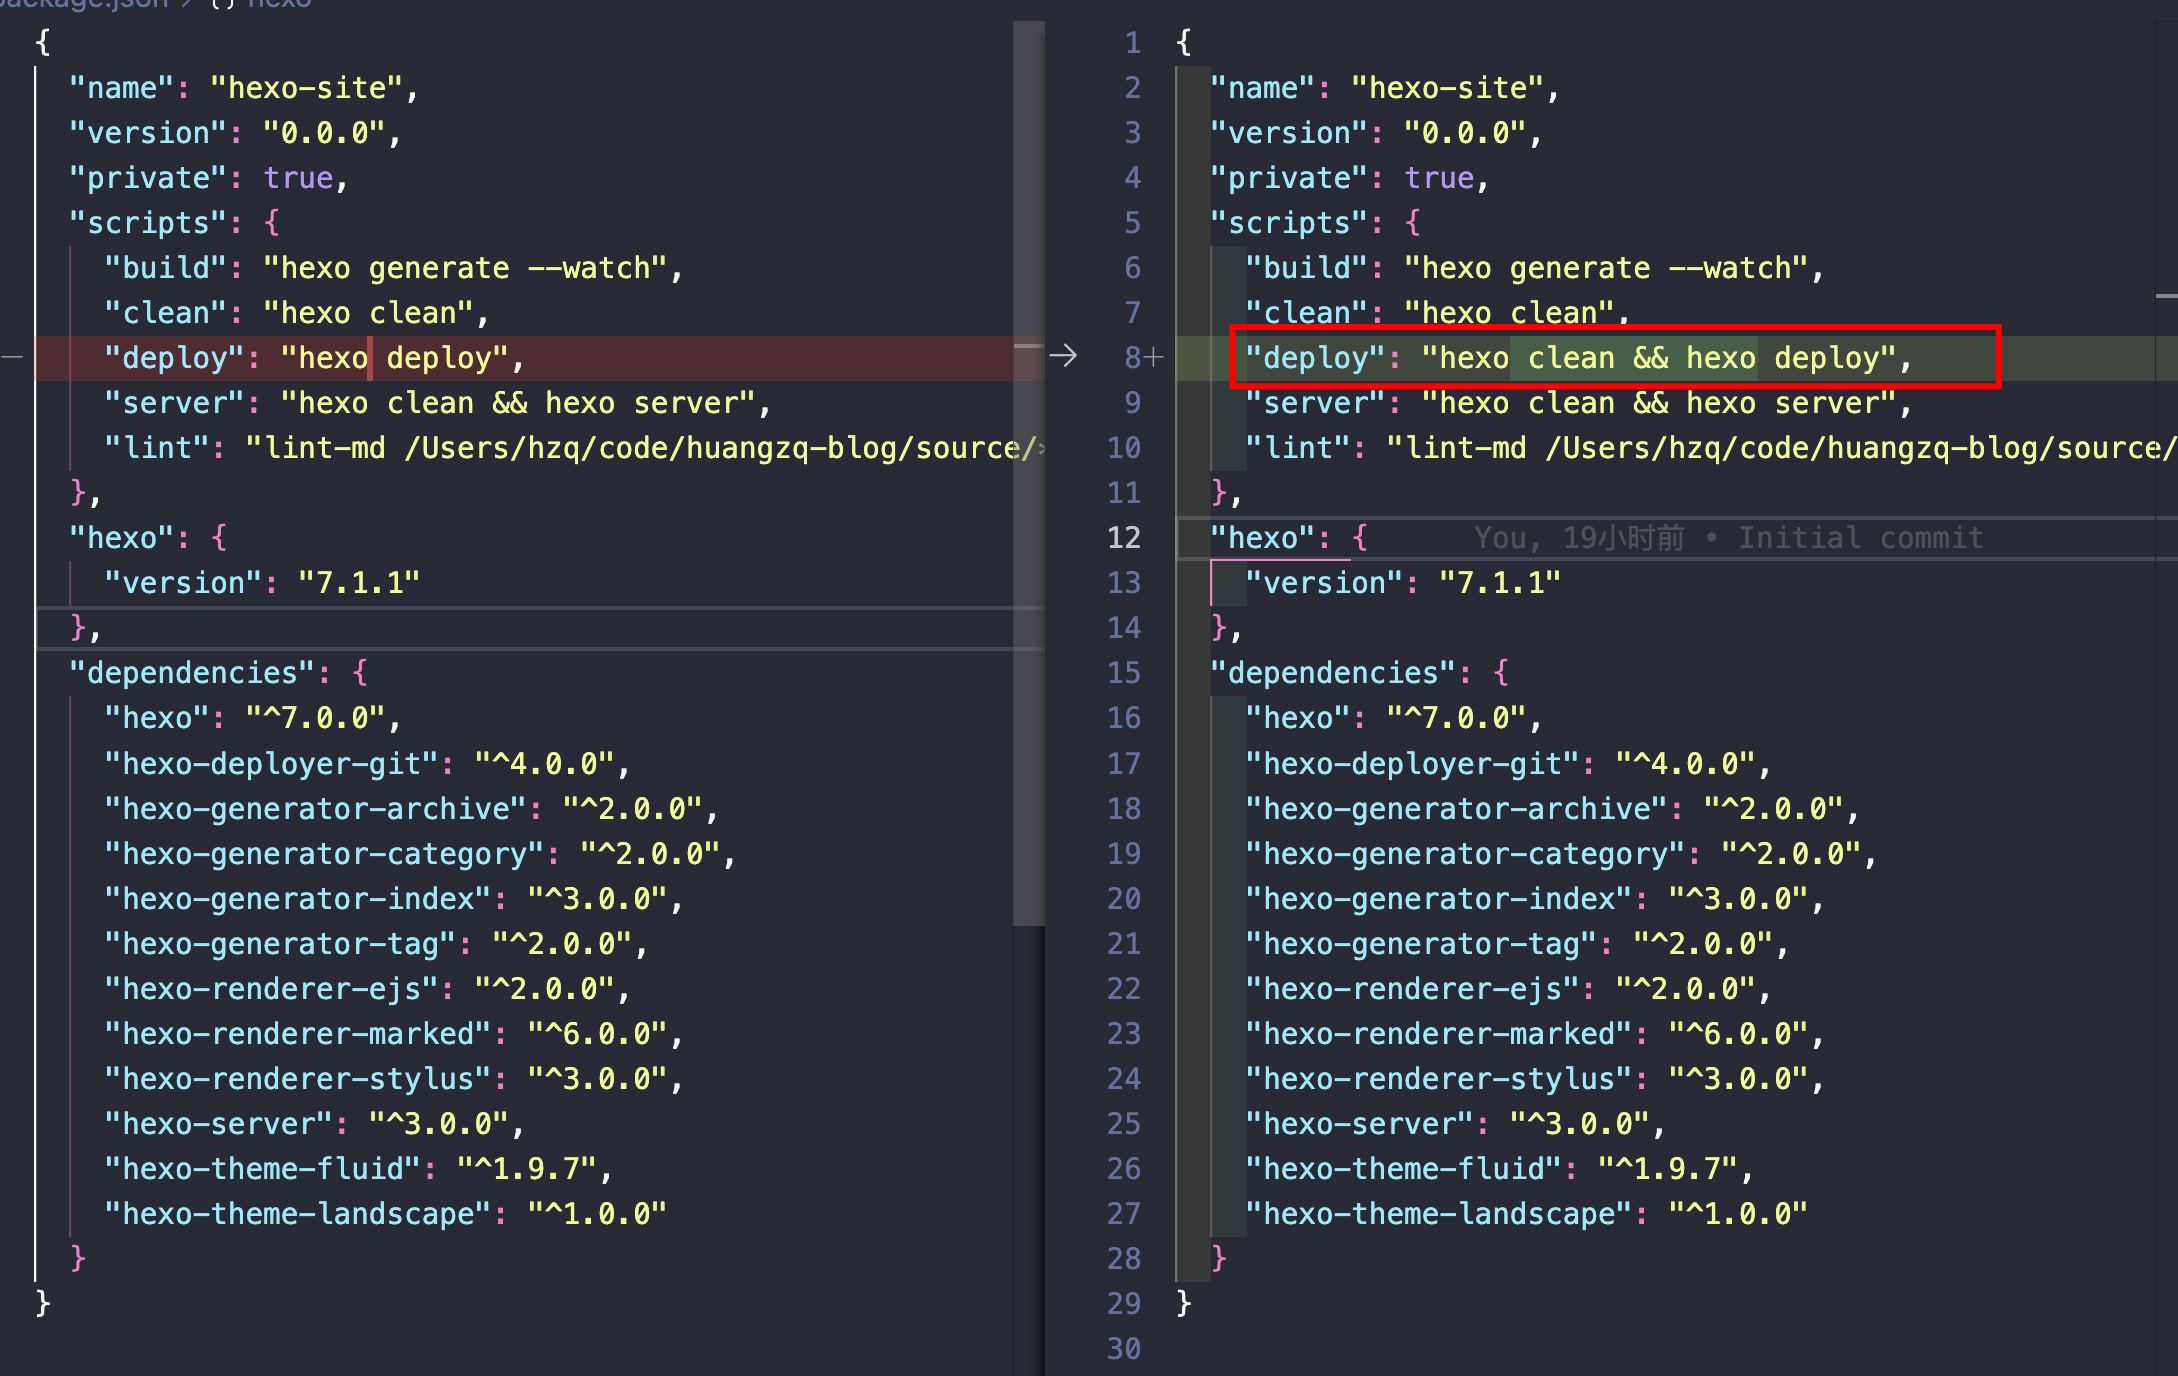 package.json > {} hexo
{
"name": "hexo-site",
"version": "0.0.0",
"private": true,
"scripts": {
"build": "hexo generate --watch",
"clean": "hexo clean",
"deploy": "hexo deploy",
"server": "hexo clean && hexo server",
"lint": "lint-md /Users/hzq/code/huangzq-blog/source/
},
"hexo": {
"version": "7.1.1"
},
"dependencies": {
"hexo": "^7.0.0",
"hexo-deployer-git": "^4.0.0",
"hexo-generator-archive": "^2.0.0",
"hexo-generator-category": "^2.0.0",
"hexo-generator-index": "^3.0.0",
"hexo-generator-tag": "^2.0.0",
"hexo-renderer-ejs": "^2.0.0",
"hexo-renderer-marked": "^6.0.0",
"hexo-renderer-stylus": "^3.0.0",
"hexo-server": "^3.0.0",
"hexo-theme-fluid": "^1.9.7",
"hexo-theme-landscape": "^1.0.0"
}
}
1 {
2 "name": "hexo-site",
3 "version": "0.0.0",
4 "private": true,
5 "scripts": {
6 "build": "hexo generate --watch",
7 "clean": "hexo clean",
8+ "deploy": "hexo clean && hexo deploy",
9 "server": "hexo clean && hexo server",
10 "lint": "lint-md /Users/hzq/code/huangzq-blog/source/
11 },
12 "hexo": { You, 19小时前 • Initial commit
13 "version": "7.1.1"
14 },
15 "dependencies": {
16 "hexo": "^7.0.0",
17 "hexo-deployer-git": "^4.0.0",
18 "hexo-generator-archive": "^2.0.0",
19 "hexo-generator-category": "^2.0.0",
20 "hexo-generator-index": "^3.0.0",
21 "hexo-generator-tag": "^2.0.0",
22 "hexo-renderer-ejs": "^2.0.0",
23 "hexo-renderer-marked": "^6.0.0",
24 "hexo-renderer-stylus": "^3.0.0",
25 "hexo-server": "^3.0.0",
26 "hexo-theme-fluid": "^1.9.7",
27 "hexo-theme-landscape": "^1.0.0"
28 }
29 }
30